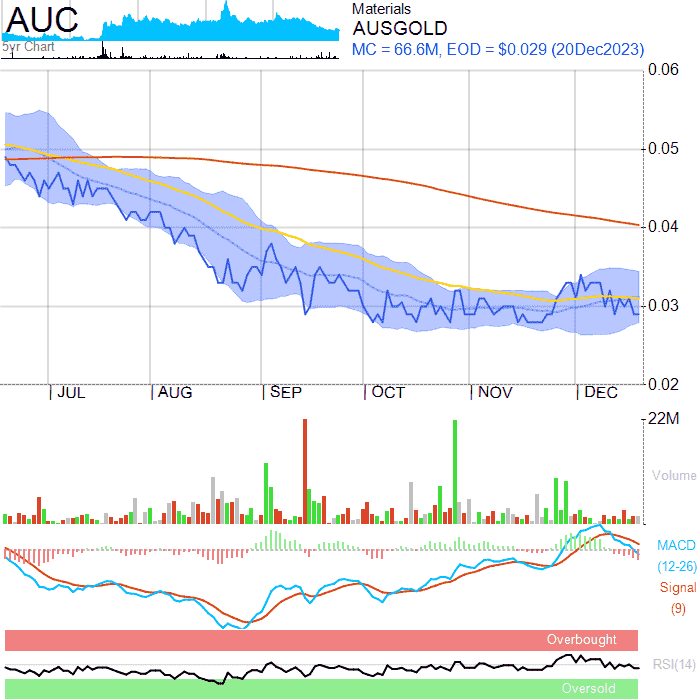 AUC
5yr Chart
Materials
AUSGOLD
MC = 66.6M, EOD = $0.029 (20Dec2023)
0.06
0.05
0.04
0.03
0.02
JUL AUG SEP OCT NOV DEC
22M
Volume
MACD
(12-26)
Signal
(9)
Overbought
RSI(14)
Oversold